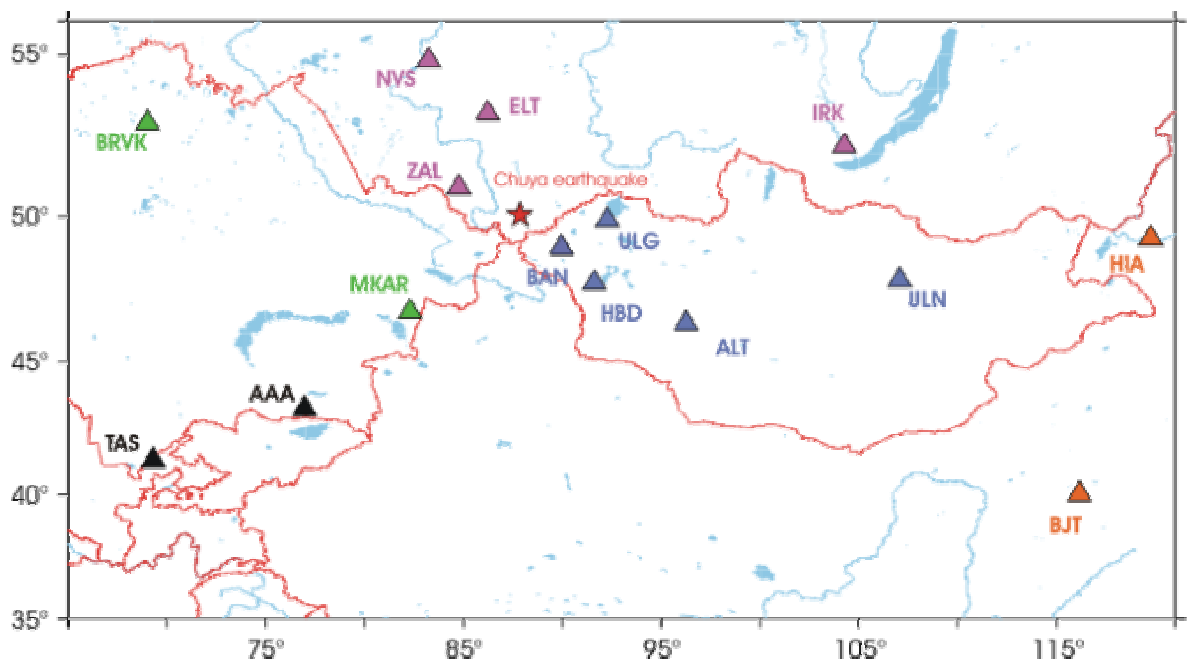 55°
NVS
ELT
BRVK
IRK
ZAL
Chuya earthquake
50°
ULG
BAN
HIA
MKAR
HBD
ULN
ALT
45°
AAA
TAS
40°
BJT
35°
75°
85°
95°
105°
115°